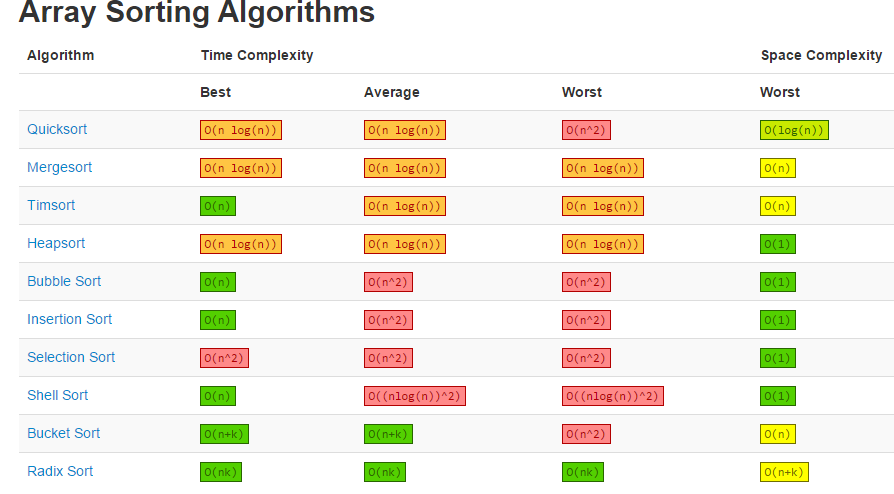 Array Sorting Algorithms
Algorithm Time Complexity Space Complexity
Best Average Worst Worst
Quicksort O(n log(n)) O(n log(n)) O(n^2) O(log(n))
Mergesort O(n log(n)) O(n log(n)) O(n log(n)) O(n)
Timsort O(n) O(n log(n)) O(n log(n)) O(n)
Heapsort O(n log(n)) O(n log(n)) O(n log(n)) O(1)
Bubble Sort O(n) O(n^2) O(n^2) O(1)
Insertion Sort O(n) O(n^2) O(n^2) O(1)
Selection Sort O(n^2) O(n^2) O(n^2) O(1)
Shell Sort O(n) O((nlog(n))^2) O((nlog(n))^2) O(1)
Bucket Sort O(n+k) O(n+k) O(n^2) O(n)
Radix Sort O(nk) O(nk) O(nk) O(n+k)